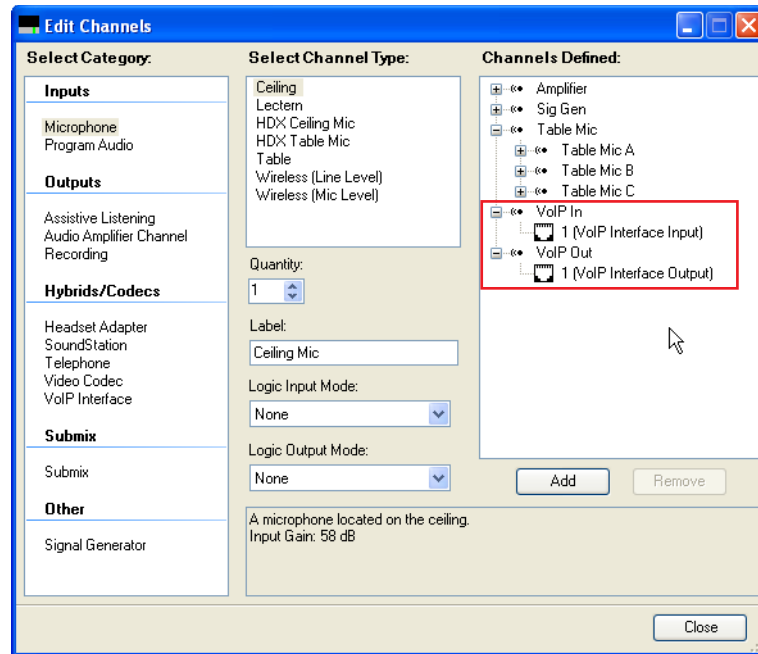 Edit Channels
Select Category:
Inputs
Microphone
Program Audio
Outputs
Assistive Listening
Audio Amplifier Channel
Recording
Hybrids/Codecs
Headset Adapter
SoundStation
Telephone
Video Codec
VoIP Interface
Submix
Submix
Other
Signal Generator
Select Channel Type:
Ceiling
Lectern
HDX Ceiling Mic
HDX Table Mic
Table
Wireless (Line Level)
Wireless (Mic Level)
Quantity:
1
Label:
Ceiling Mic
Logic Input Mode:
None
Logic Output Mode:
None
Channels Defined:
Amplifier
Sig Gen
Table Mic
Table Mic A
Table Mic B
Table Mic C
VoIP In
1 (VoIP Interface Input)
VoIP Out
1 (VoIP Interface Output)
Add
Remove
A microphone located on the ceiling.
Input Gain: 58 dB
Close